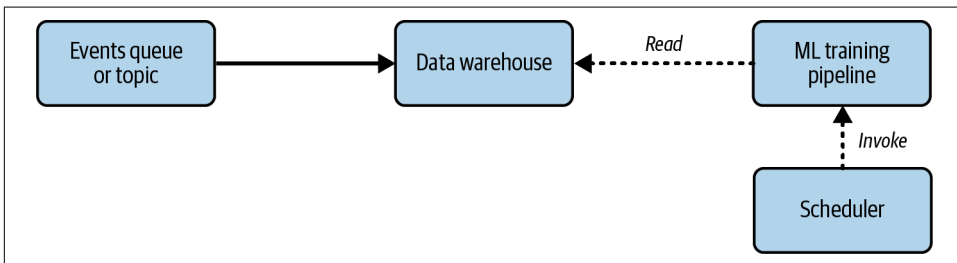 Events queue
or topic
Data warehouse
Read
ML training
pipeline
Invoke
Scheduler